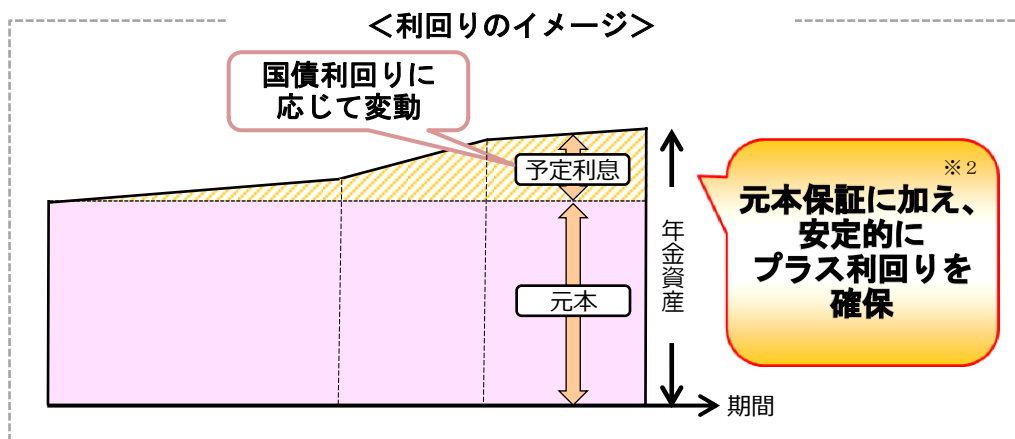 ＜利回りのイメージ＞
国債利回りに
応じて変動
予定利息
元本
年金資産
※２
元本保証に加え、
安定的に
プラス利回りを
確保
期間